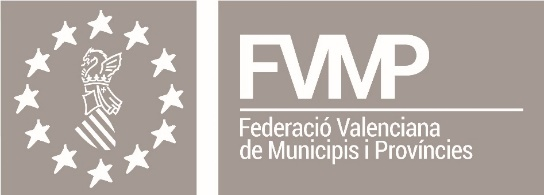 FVMP
Federació Valenciana
de Municipis i Províncies